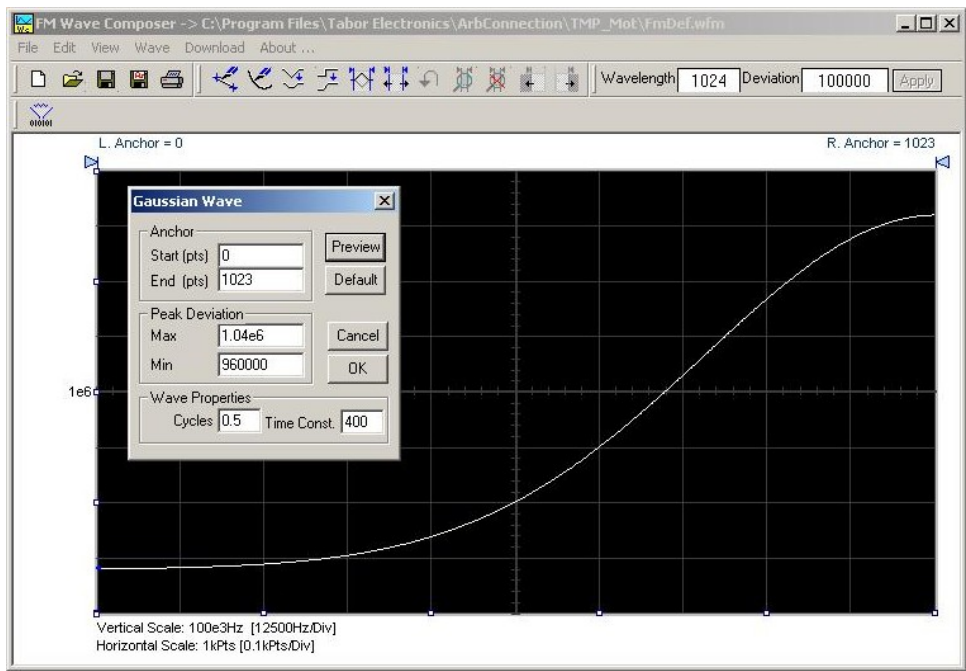 FM Wave Composer -> C:\Program Files\Tabor Electronics\ArbConnection\TMP_Mot\FmDef.wfm
File Edit View Wave Download About ...
Wavelength 1024 Deviation 100000 Apply
010101
L. Anchor = 0 R. Anchor = 1023
Gaussian Wave
Anchor
Start (pts) 0
End (pts) 1023
Preview
Default
Peak Deviation
Max 1.04e6
Min 960000
Cancel
OK
Wave Properties
Cycles 0.5 Time Const. 400
1e6
Vertical Scale: 100e3Hz [12500Hz/Div]
Horizontal Scale: 1kPts [0.1kPts/Div]